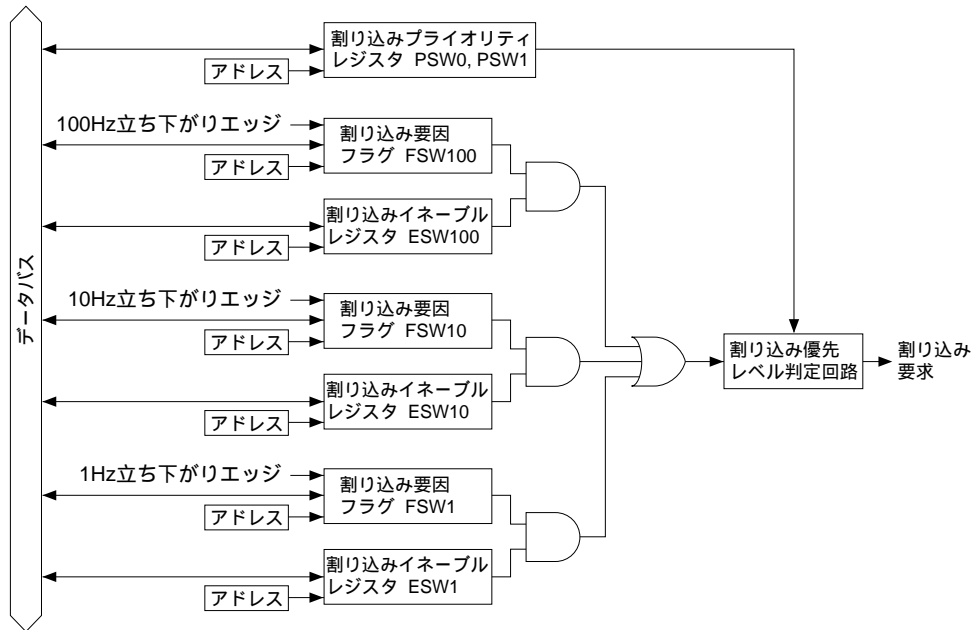 割り込みプライオリティ
レジスタ PSW0, PSW1
アドレス
100Hz立ち下がりエッジ
割り込み要因
フラグ FSW100
アドレス
割り込みイネーブル
レジスタ ESW100
アドレス
データバス
10Hz立ち下がりエッジ
割り込み要因
フラグ FSW10
アドレス
割り込み優先
レベル判定回路
割り込み
要求
割り込みイネーブル
レジスタ ESW10
アドレス
1Hz立ち下がりエッジ
割り込み要因
フラグ FSW1
アドレス
割り込みイネーブル
レジスタ ESW1
アドレス